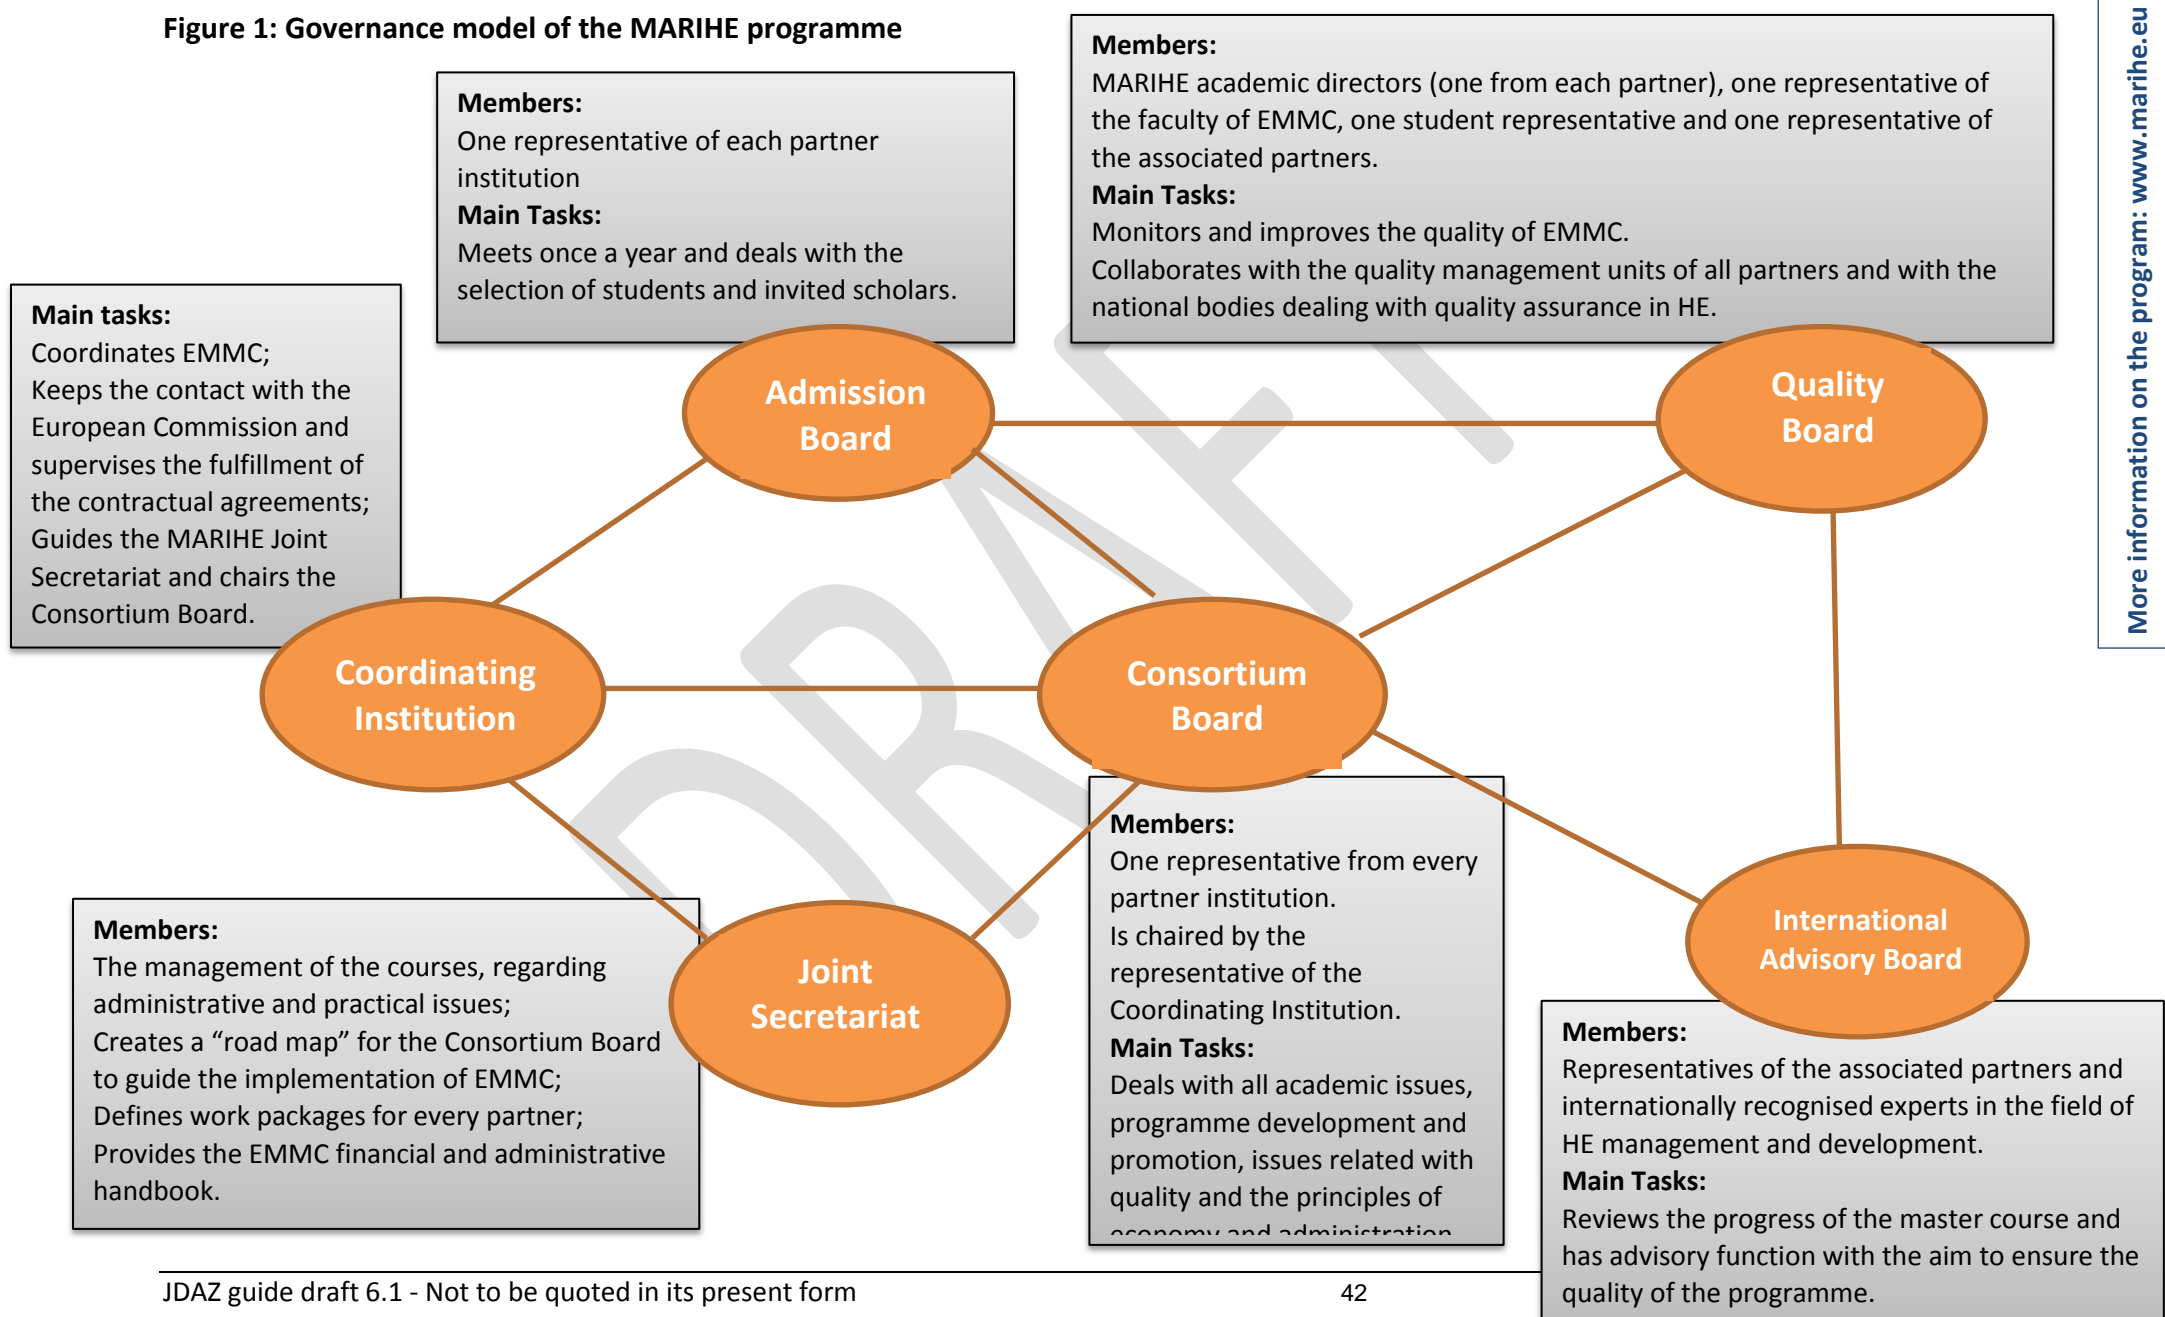 Figure 1: Governance model of the MARIHE programme
Members:
One representative of each partner
institution
Main Tasks:
Meets once a year and deals with the
selection of students and invited scholars.
Members:
MARIHE academic directors (one from each partner), one representative of
the faculty of EMMC, one student representative and one representative of
the associated partners.
Main Tasks:
Monitors and improves the quality of EMMC.
Collaborates with the quality management units of all partners and with the
national bodies dealing with quality assurance in HE.
More information on the program: www.marihe.eu
Main tasks:
Coordinates EMMC;
Keeps the contact with the
European Commission and
supervises the fulfillment of
the contractual agreements;
Guides the MARIHE Joint
Secretariat and chairs the
Consortium Board.
Admission
Board
Quality
Board
Coordinating
Institution
Consortium
Board
DRAFT
Members:
The management of the courses, regarding
administrative and practical issues;
Creates a “road map” for the Consortium Board
to guide the implementation of EMMC;
Defines work packages for every partner;
Provides the EMMC financial and administrative
handbook.
Joint
Secretariat
Members:
One representative from every
partner institution.
Is chaired by the
representative of the
Coordinating Institution.
Main Tasks:
Deals with all academic issues,
programme development and
promotion, issues related with
quality and the principles of
economy and administration
International
Advisory Board
Members:
Representatives of the associated partners and
internationally recognised experts in the field of
HE management and development.
Main Tasks:
Reviews the progress of the master course and
has advisory function with the aim to ensure the
quality of the programme.
JDAZ guide draft 6.1 - Not to be quoted in its present form
42